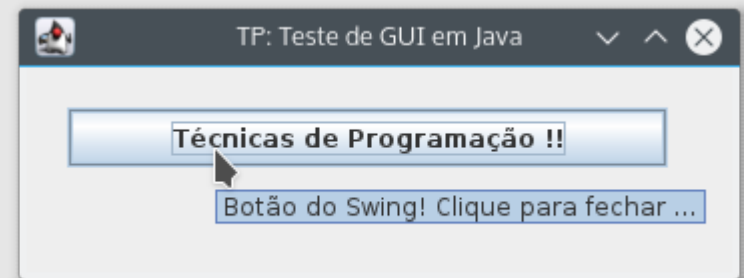 TP: Teste de GUI em Java
Técnicas de Programação !!
Botão do Swing! Clique para fechar ...